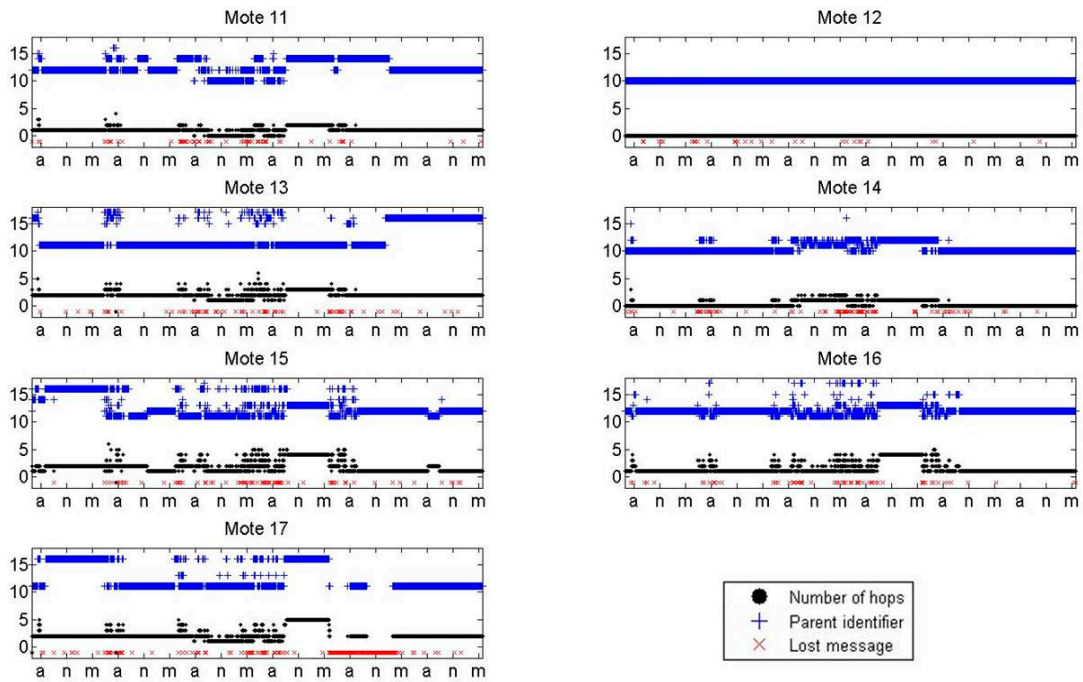 Mote 11
15
10
5
0
a n m a n m a n m a n m a n m a n m
Mote 12
15
10
5
0
a n m a n m a n m a n m a n m a n m
Mote 13
15
10
5
0
a n m a n m a n m a n m a n m a n m
Mote 14
15
10
5
0
a n m a n m a n m a n m a n m a n m
Mote 15
15
10
5
0
a n m a n m a n m a n m a n m a n m
Mote 16
15
10
5
0
a n m a n m a n m a n m a n m a n m
Mote 17
15
10
5
0
a n m a n m a n m a n m a n m a n m
Number of hops
Parent identifier
Lost message